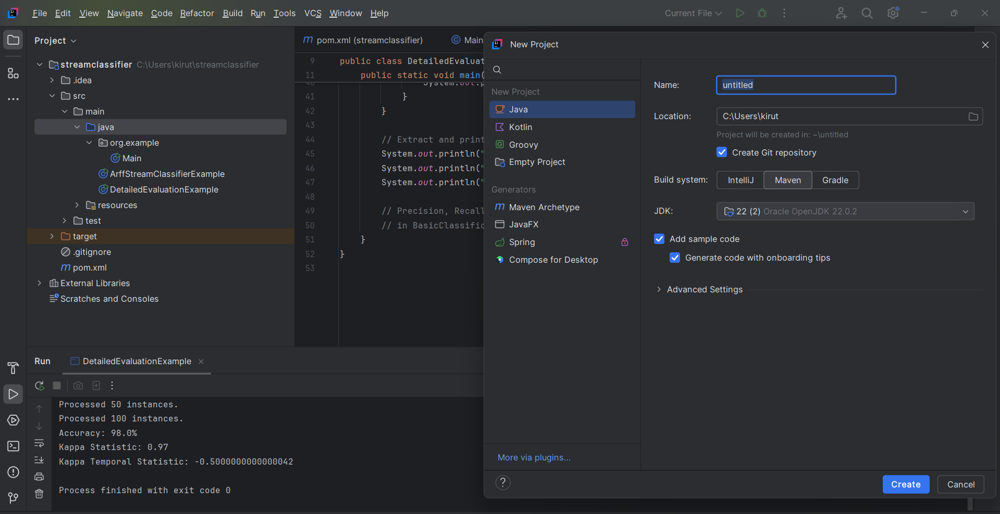 File Edit View Navigate Code Refactor Build Run Tools VCS Window Help
Current File
Project
streamclassifier C:\Users\kirut\streamclassifier
.idea
src
main
java
org.example
Main
ArffStreamClassifierExample
DetailedEvaluationExample
resources
test
target
.gitignore
pom.xml
External Libraries
Scratches and Consoles
pom.xml (streamclassifier)
Main
9 public class DetailedEvaluat
11 public static void main(
40 System.out.p
41 }
42 }
43
44 // Extract and print
45 System.out.println("
46 System.out.println("
47 System.out.println("
48
49 // Precision, Recall
50 // in BasicClassific
51 }
52 }
53
New Project
New Project
Java
Kotlin
Groovy
Empty Project
Generators
Maven Archetype
JavaFX
Spring
Compose for Desktop
More via plugins...
Name: untitled
Location: C:\Users\kirut
Project will be created in: ~\untitled
Create Git repository
Build system: IntelliJ Maven Gradle
JDK: 22 (2) Oracle OpenJDK 22.0.2
Add sample code
Generate code with onboarding tips
Advanced Settings
? Create Cancel
Run DetailedEvaluationExample
Processed 50 instances.
Processed 100 instances.
Accuracy: 98.0%
Kappa Statistic: 0.97
Kappa Temporal Statistic: -0.5000000000000042
Process finished with exit code 0